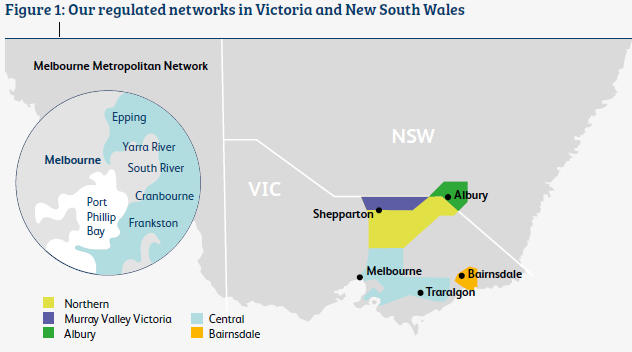 Figure 1: Our regulated networks in Victoria and New South Wales
Melbourne Metropolitan Network
Epping
Yarra River
Melbourne
South River
Cranbourne
Port
Phillip
Bay
Frankston
NSW
VIC
Albury
Shepparton
Melbourne
Bairnsdale
Traralgon
Northern
Murray Valley Victoria
Albury
Central
Bairnsdale